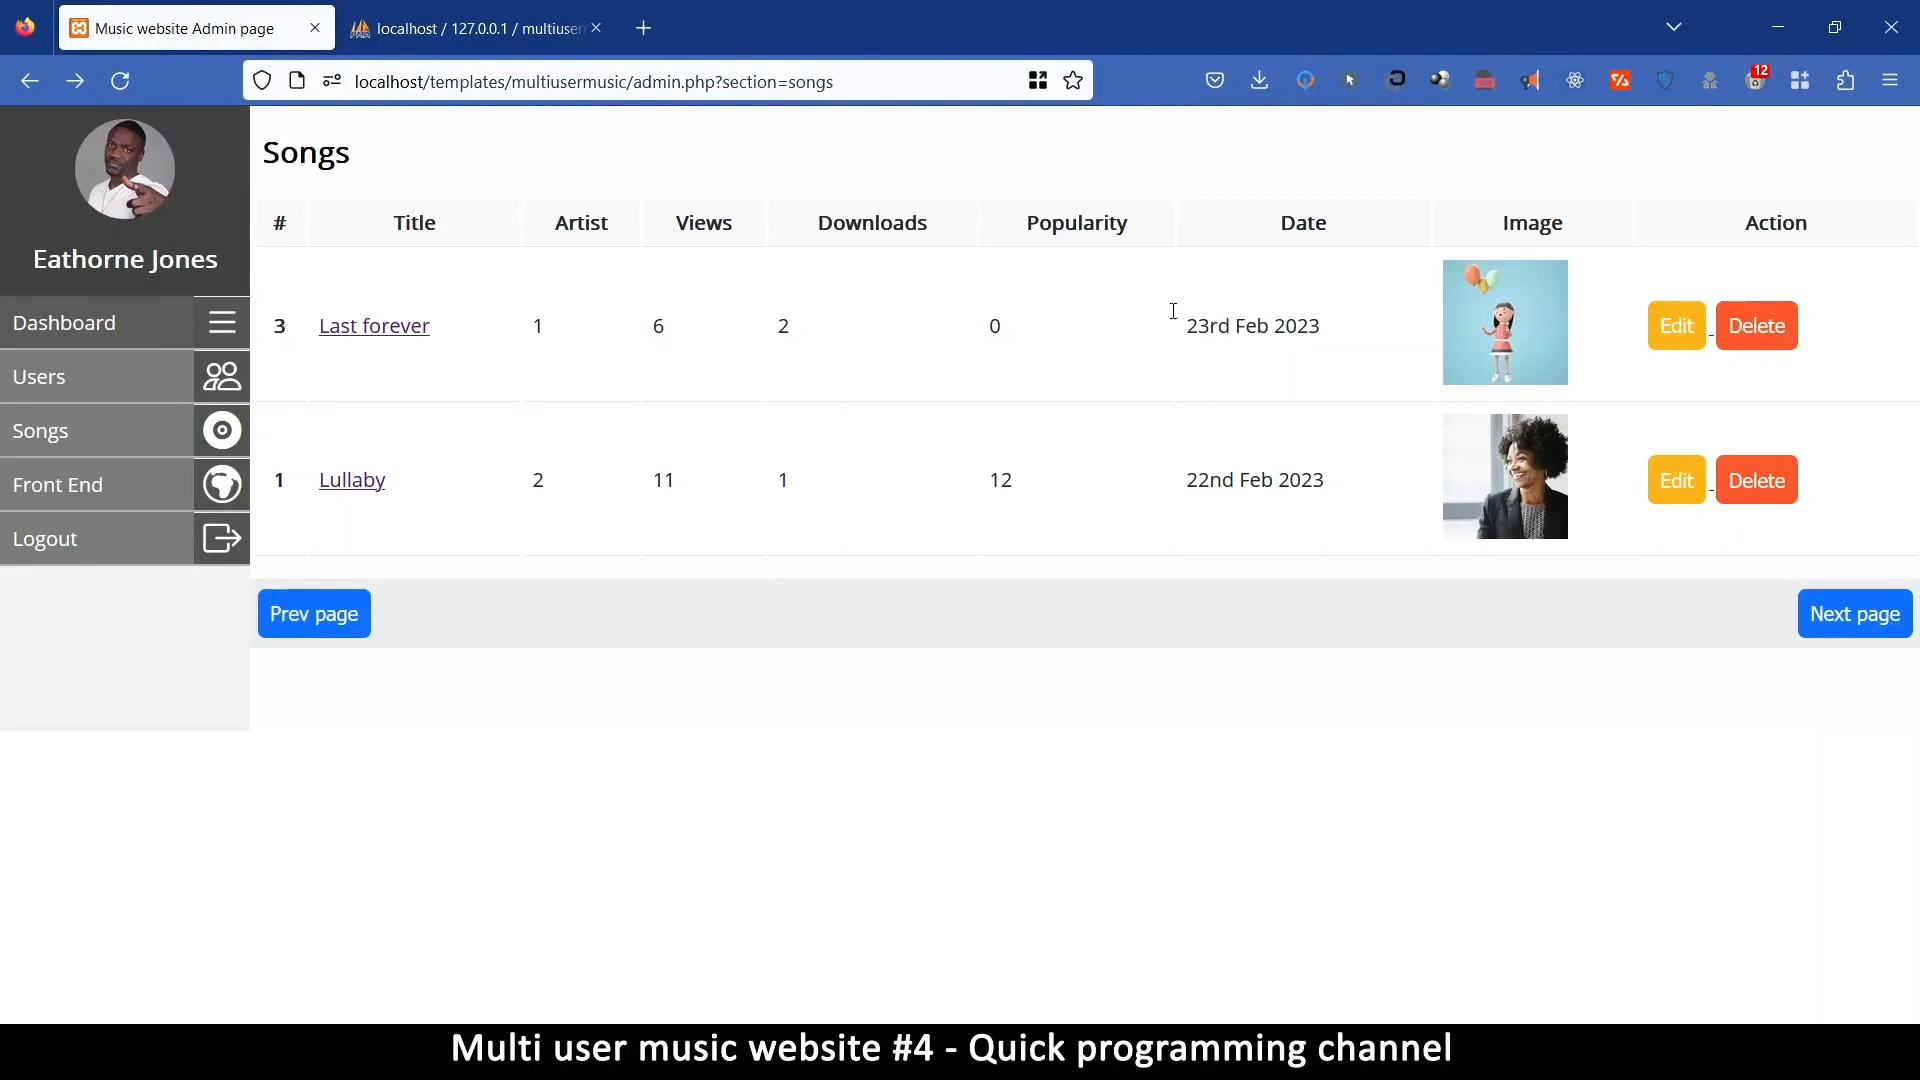 Music website Admin page
localhost / 127.0.0.1 / multiuser
localhost/templates/multiusermusic/admin.php?section=songs
12
Eathorne Jones
Dashboard
Users
Songs
Front End
Logout
Songs
# Title Artist Views Downloads Popularity Date Image Action
3 Last forever 1 6 2 0 23rd Feb 2023 Edit Delete
1 Lullaby 2 11 1 12 22nd Feb 2023 Edit Delete
Prev page Next page
Multi user music website #4 - Quick programming channel